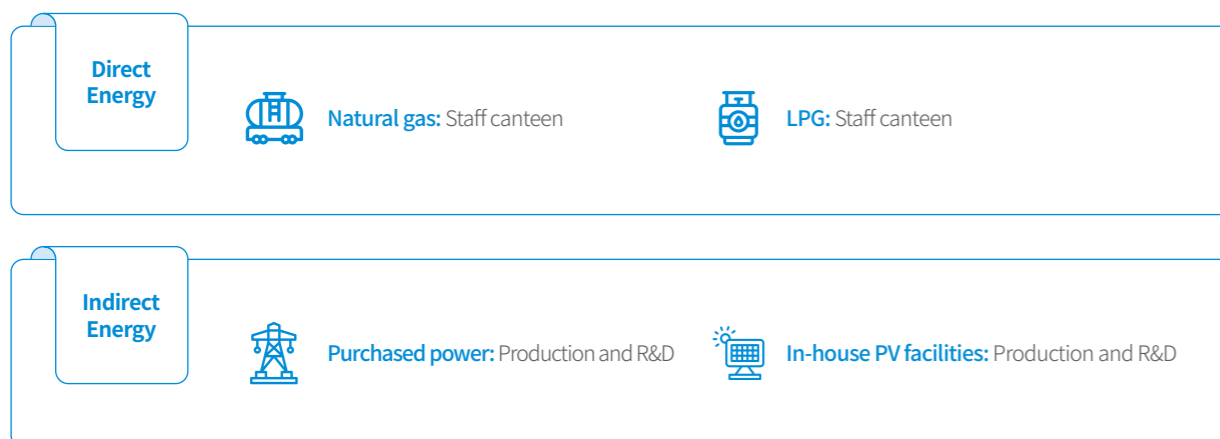 Direct
Energy
Natural gas: Staff canteen
LPG: Staff canteen
Indirect
Energy
Purchased power: Production and R&D
In-house PV facilities: Production and R&D